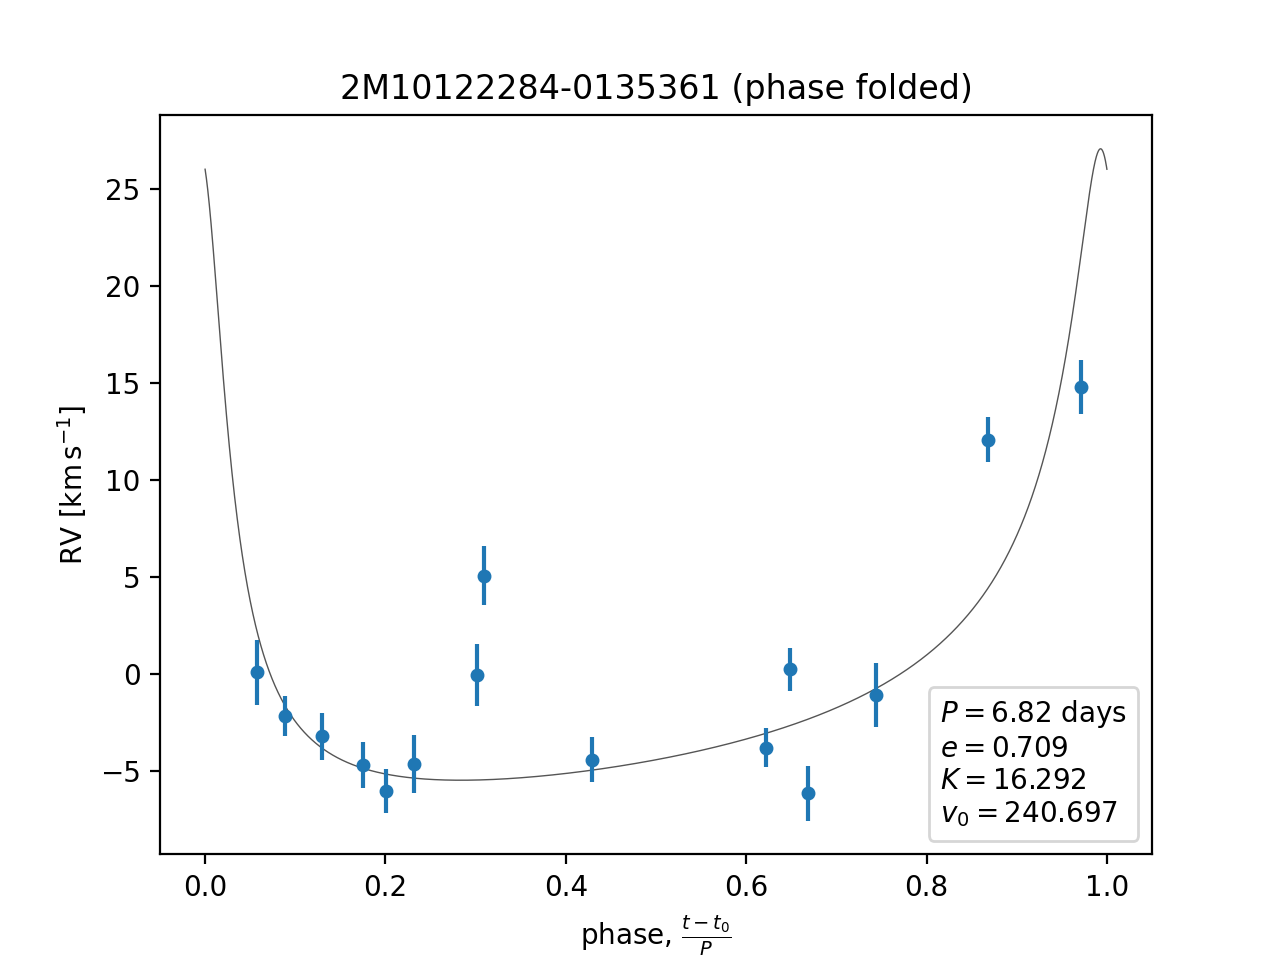 2M10122284-0135361 (phase folded)
RV [km s⁻¹]
25
20
15
10
5
0
−5
P = 6.82 days
e = 0.709
K = 16.292
v₀ = 240.697
0.0 0.2 0.4 0.6 0.8 1.0
phase, (t − t₀)/P